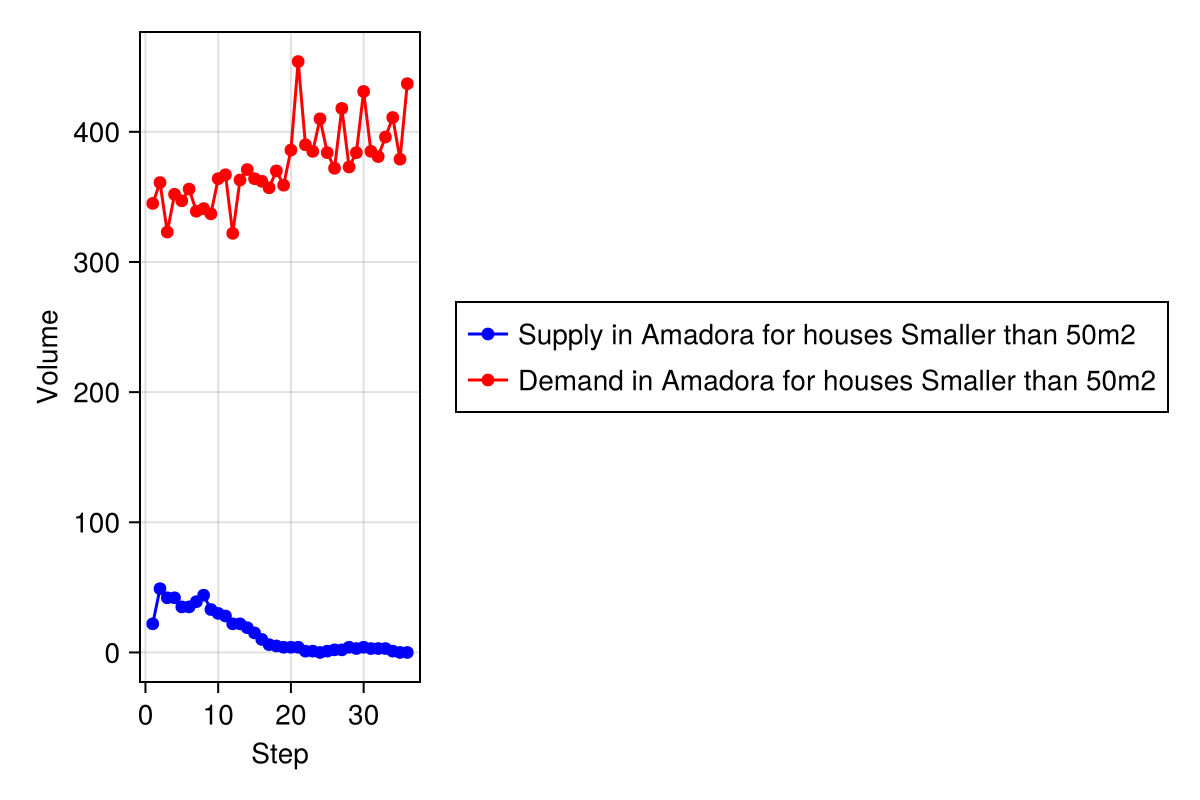 Volume
400
300
200
100
0
0 10 20 30
Step
Supply in Amadora for houses Smaller than 50m2
Demand in Amadora for houses Smaller than 50m2